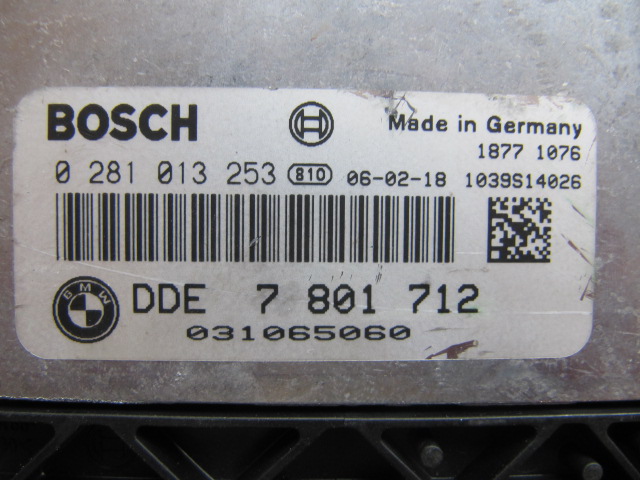 BOSCH
Made in Germany
1877 1076
0 281 013 253 810 06-02-18 1039S14026
BMW
DDE 7 801 712
031065060